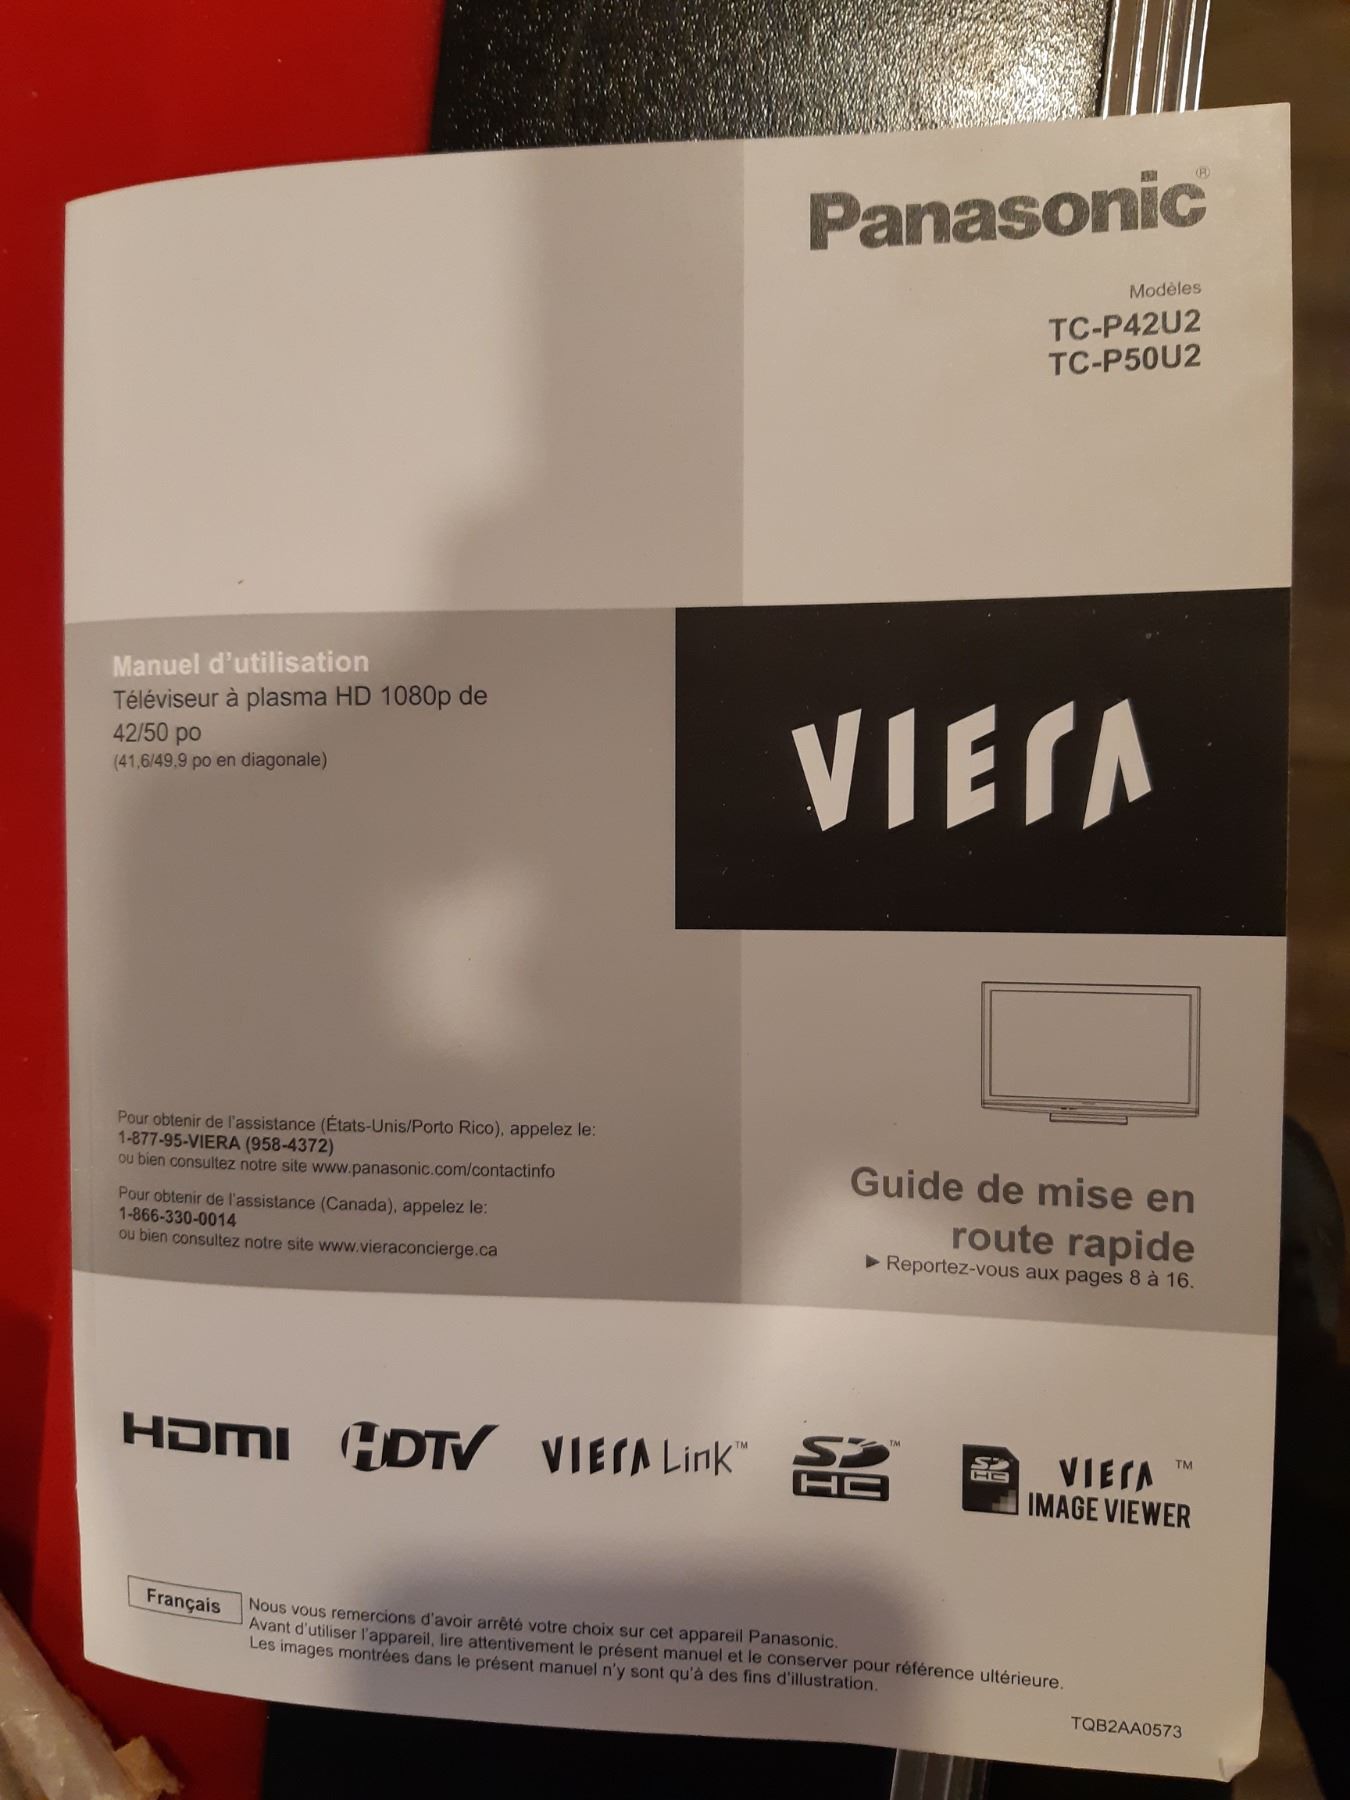 Panasonic®
Modèles
TC-P42U2
TC-P50U2
Manuel d'utilisation
Téléviseur à plasma HD 1080p de
42/50 po
(41,6/49,9 po en diagonale)
VIERA
Pour obtenir de l'assistance (États-Unis/Porto Rico), appelez le:
1-877-95-VIERA (958-4372)
ou bien consultez notre site www.panasonic.com/contactinfo
Pour obtenir de l'assistance (Canada), appelez le:
1-866-330-0014
ou bien consultez notre site www.vieraconcierge.ca
Guide de mise en
route rapide
► Reportez-vous aux pages 8 à 16.
HDMI HDTV VIERA Link™ SD HC™ SD HC VIERA™
IMAGE VIEWER
Français
Nous vous remercions d'avoir arrêté votre choix sur cet appareil Panasonic.
Avant d'utiliser l'appareil, lire attentivement le présent manuel et le conserver pour référence ultérieure.
Les images montrées dans le présent manuel n'y sont qu'à des fins d'illustration.
TQB2AA0573